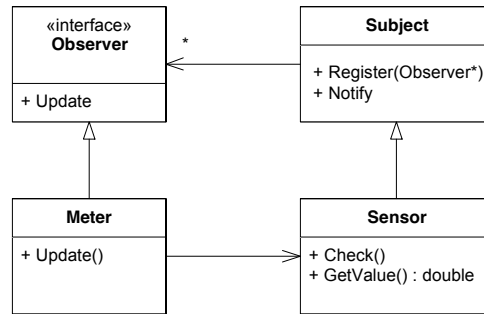 «interface»
Observer
+ Update
*
Subject
+ Register(Observer*)
+ Notify
Meter
+ Update()
Sensor
+ Check()
+ GetValue() : double